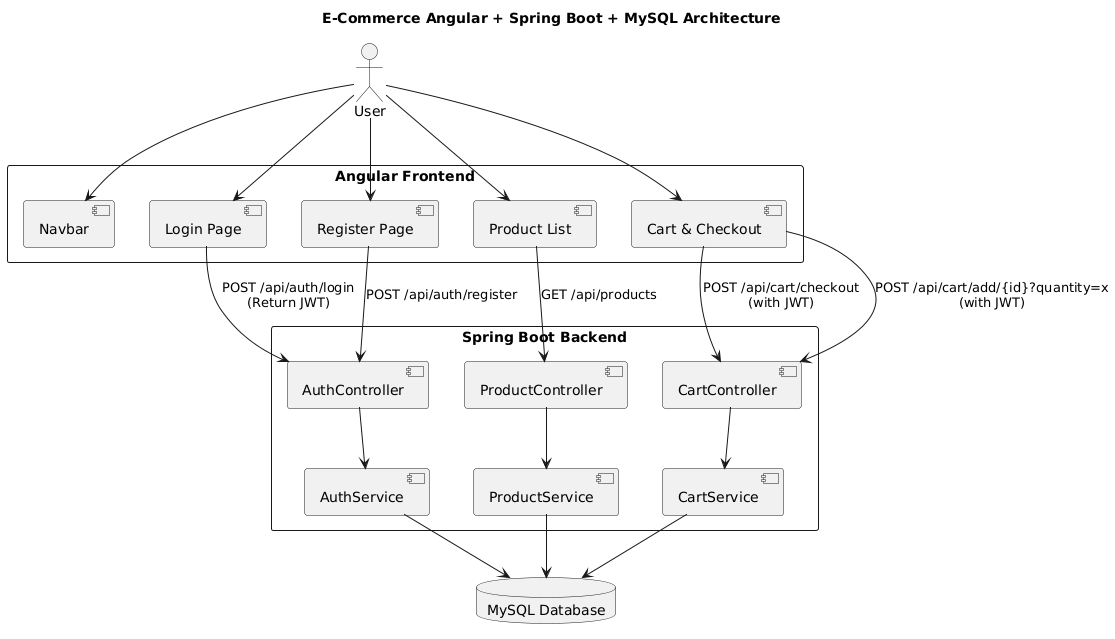 E-Commerce Angular + Spring Boot + MySQL Architecture
User
Angular Frontend
Navbar
Login Page
Register Page
Product List
Cart & Checkout
POST /api/auth/login
(Return JWT)
POST /api/auth/register
GET /api/products
POST /api/cart/checkout
(with JWT)
POST /api/cart/add/{id}?quantity=x
(with JWT)
Spring Boot Backend
AuthController
ProductController
CartController
AuthService
ProductService
CartService
MySQL Database